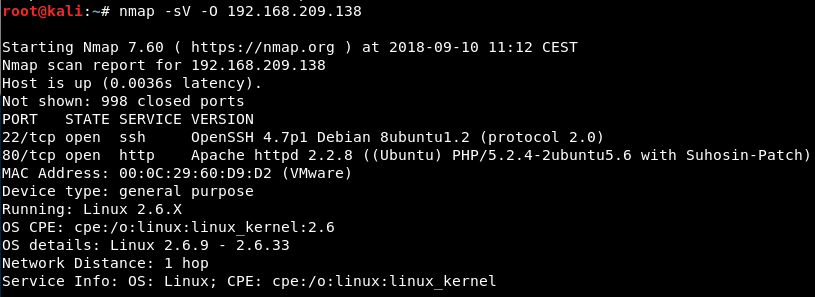 root@kali:~# nmap -sV -O 192.168.209.138
Starting Nmap 7.60 ( https://nmap.org ) at 2018-09-10 11:12 CEST
Nmap scan report for 192.168.209.138
Host is up (0.0036s latency).
Not shown: 998 closed ports
PORT   STATE SERVICE VERSION
22/tcp open  ssh     OpenSSH 4.7p1 Debian 8ubuntu1.2 (protocol 2.0)
80/tcp open  http    Apache httpd 2.2.8 ((Ubuntu) PHP/5.2.4-2ubuntu5.6 with Suhosin-Patch)
MAC Address: 00:0C:29:60:D9:D2 (VMware)
Device type: general purpose
Running: Linux 2.6.X
OS CPE: cpe:/o:linux:linux_kernel:2.6
OS details: Linux 2.6.9 - 2.6.33
Network Distance: 1 hop
Service Info: OS: Linux; CPE: cpe:/o:linux:linux_kernel